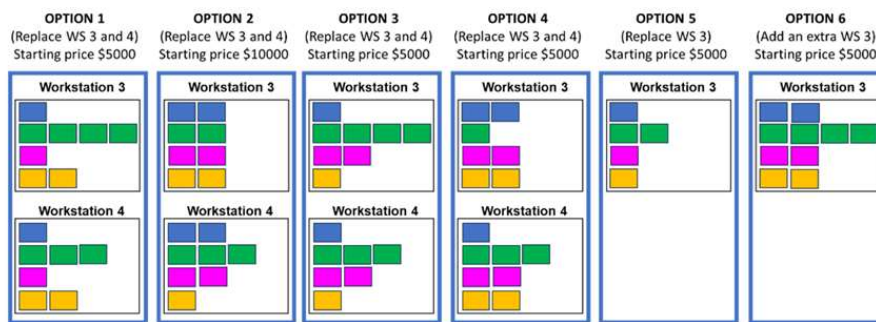 OPTION 1
(Replace WS 3 and 4)
Starting price $5000
Workstation 3
Workstation 4
OPTION 2
(Replace WS 3 and 4)
Starting price $10000
Workstation 3
Workstation 4
OPTION 3
(Replace WS 3 and 4)
Starting price $5000
Workstation 3
Workstation 4
OPTION 4
(Replace WS 3 and 4)
Starting price $5000
Workstation 3
Workstation 4
OPTION 5
(Replace WS 3)
Starting price $5000
Workstation 3
OPTION 6
(Add an extra WS 3)
Starting price $5000
Workstation 3